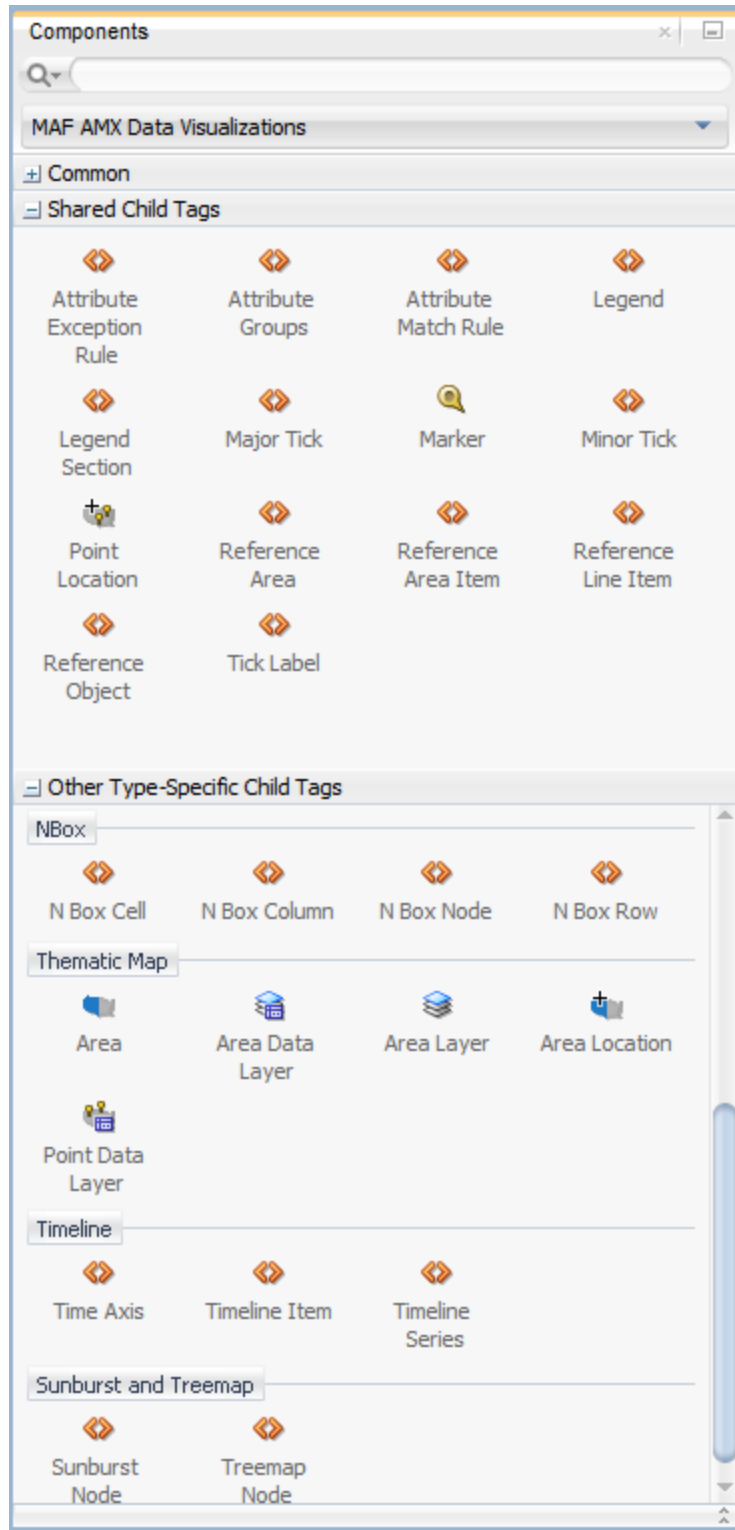 Components
MAF AMX Data Visualizations
Common
Shared Child Tags
Attribute Exception Rule
Attribute Groups
Attribute Match Rule
Legend
Legend Section
Major Tick
Marker
Minor Tick
Point Location
Reference Area
Reference Area Item
Reference Line Item
Reference Object
Tick Label
Other Type-Specific Child Tags
NBox
N Box Cell
N Box Column
N Box Node
N Box Row
Thematic Map
Area
Area Data Layer
Area Layer
Area Location
Point Data Layer
Timeline
Time Axis
Timeline Item
Timeline Series
Sunburst and Treemap
Sunburst Node
Treemap Node